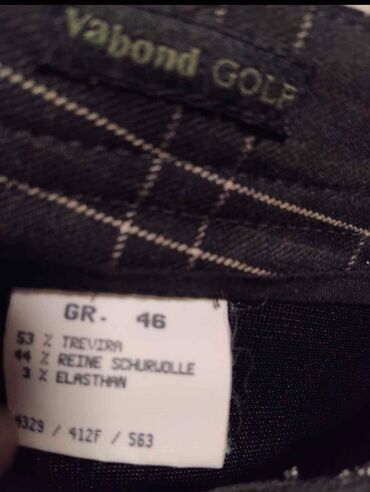 Vabond GOLF
GR. 46
53 % TREVIRA
44 % REINE SCHURWOLLE
3 % ELASTHAN
4329 / 412F / 563